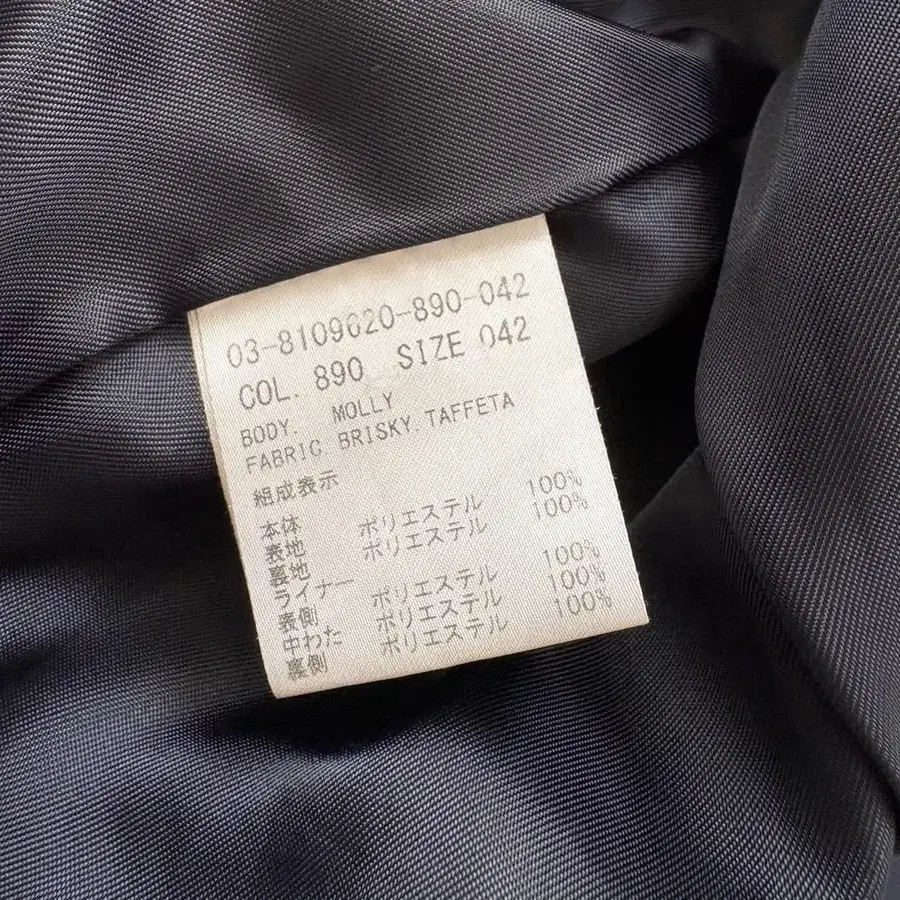 03-8109620-890-042
COL. 890 SIZE 042
BODY. MOLLY
FABRIC. BRISKY.TAFFETA
組成表示
本体
表地 ポリエステル 100%
裏地 ポリエステル 100%
ライナー
表側 ポリエステル 100%
中わた ポリエステル 100%
裏側 ポリエステル 100%